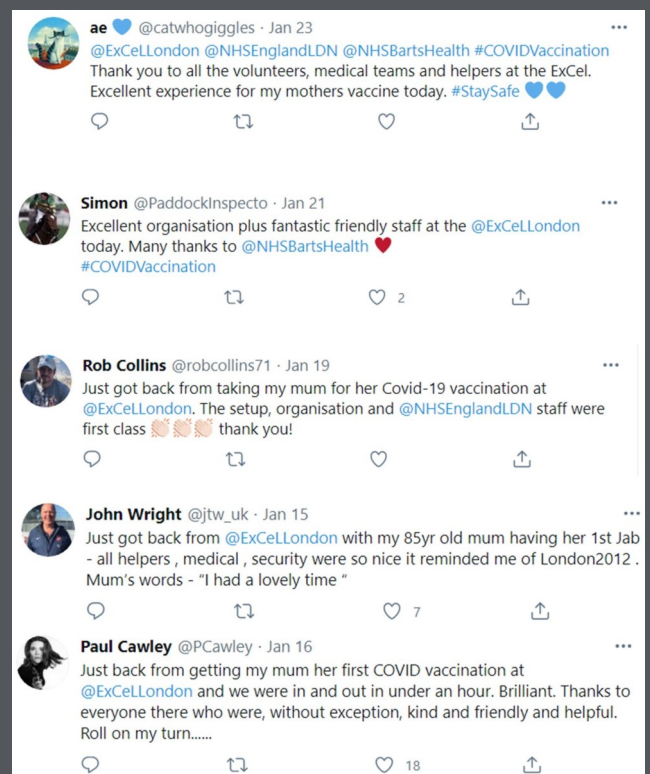 ae 💙 @catwhogiggles · Jan 23
@ExCeLLondon @NHSEnglandLDN @NHSBartsHealth #COVIDVaccination
Thank you to all the volunteers, medical teams and helpers at the ExCel.
Excellent experience for my mothers vaccine today. #StaySafe 💙💙
Simon @PaddockInspecto · Jan 21
Excellent organisation plus fantastic friendly staff at the @ExCeLLondon
today. Many thanks to @NHSBartsHealth ♥
#COVIDVaccination
2
Rob Collins @robcollins71 · Jan 19
Just got back from taking my mum for her Covid-19 vaccination at
@ExCeLLondon. The setup, organisation and @NHSEnglandLDN staff were
first class 👏🏻👏🏻👏🏻 thank you!
John Wright @jtw_uk · Jan 15
Just got back from @ExCeLLondon with my 85yr old mum having her 1st Jab
- all helpers , medical , security were so nice it reminded me of London2012 .
Mum's words - “I had a lovely time “
7
Paul Cawley @PCawley · Jan 16
Just back from getting my mum her first COVID vaccination at
@ExCeLLondon and we were in and out in under an hour. Brilliant. Thanks to
everyone there who were, without exception, kind and friendly and helpful.
Roll on my turn......
18